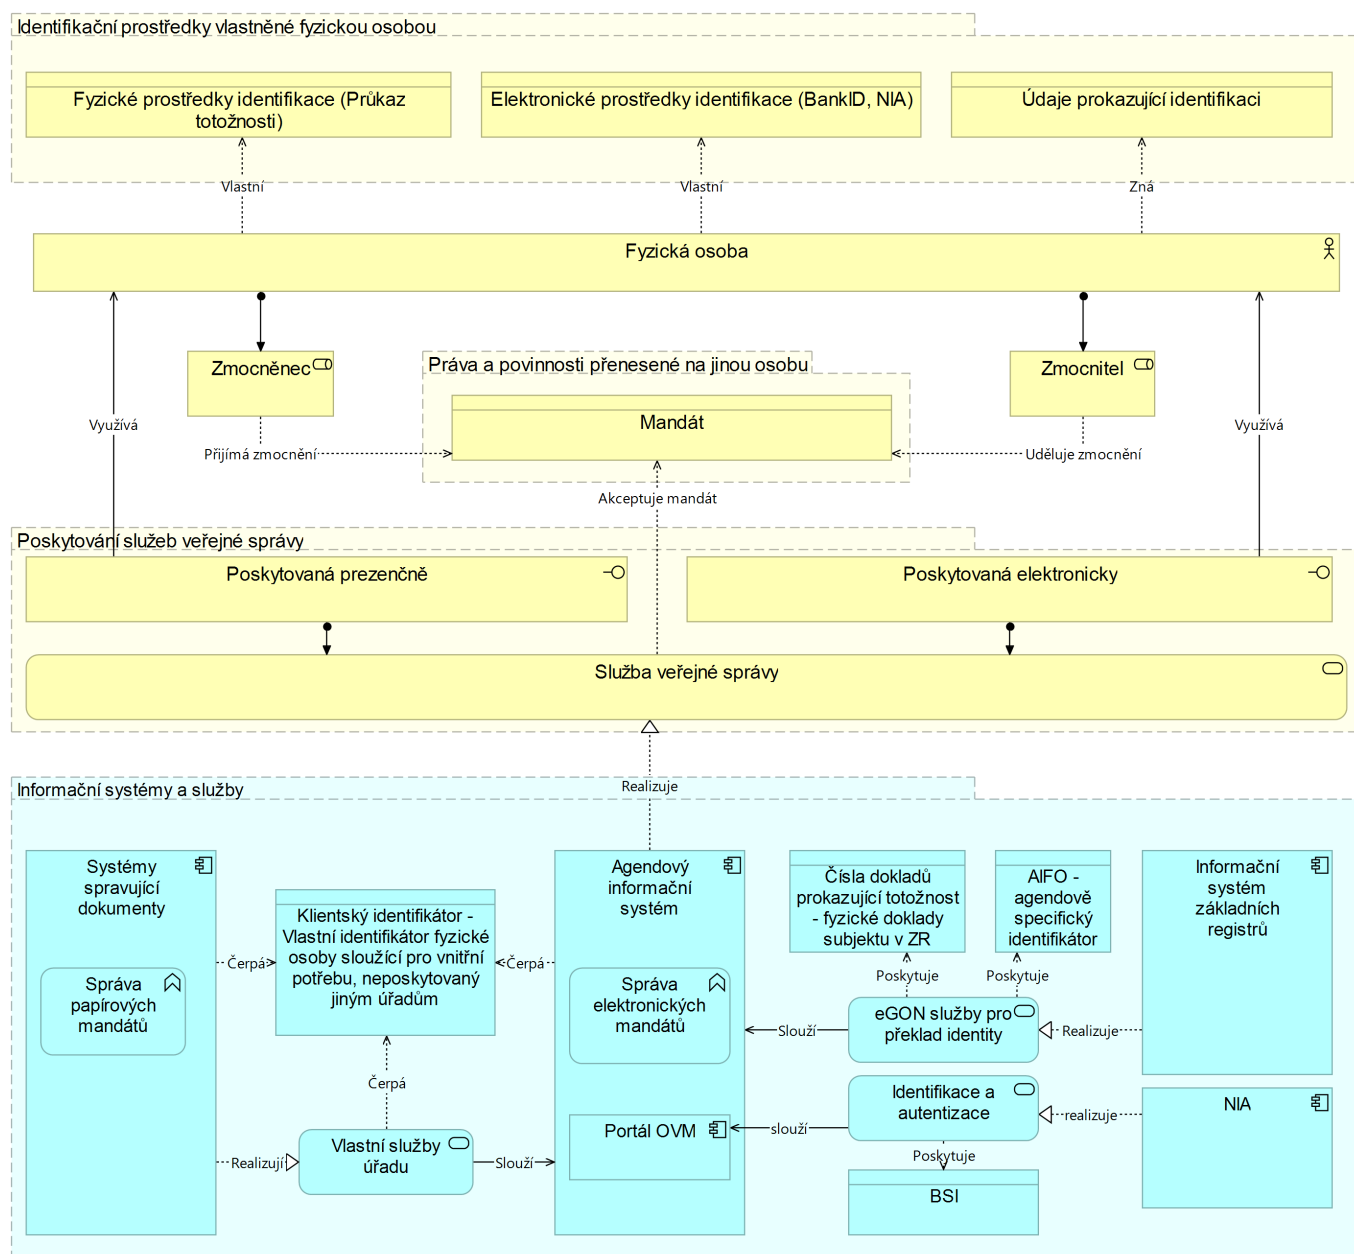 Identifikační prostředky vlastněné fyzickou osobou
Fyzické prostředky identifikace (Průkaz
totožnosti)
Elektronické prostředky identifikace (BankID, NIA)
Údaje prokazující identifikaci
Vlastní
Vlastní
Zná
Fyzická osoba
Zmocněnec
Práva a povinnosti přenesené na jinou osobu
Mandát
Zmocnitel
Využívá
Využívá
Přijímá zmocnění
Uděluje zmocnění
Akceptuje mandát
Poskytování služeb veřejné správy
Poskytovaná prezenčně
Poskytovaná elektronicky
Služba veřejné správy
Realizuje
Informační systémy a služby
Systémy
spravující
dokumenty
Správa
papírových
mandátů
Čerpá
Klientský identifikátor -
Vlastní identifikátor fyzické
osoby sloužící pro vnitřní
potřebu, neposkytovaný
jiným úřadům
Čerpá
Čerpá
Realizují
Vlastní služby
úřadu
Slouží
Agendový
informační
systém
Správa
elektronických
mandátů
Portál OVM
Čísla dokladů
prokazující totožnost
- fyzické doklady
subjektu v ZR
AIFO -
agendově
specifický
identifikátor
Poskytuje
Poskytuje
Slouží
eGON služby pro
překlad identity
Realizuje
Informační
systém
základních
registrů
slouží
Identifikace a
autentizace
realizuje
NIA
Poskytuje
BSI